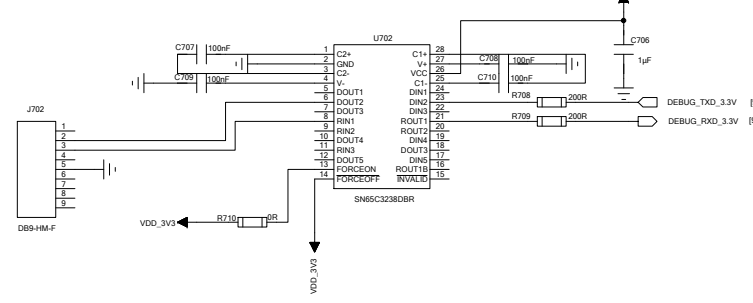 U702
C706
1µF
C707
100nF
C709
100nF
1
2
3
4
5
6
7
8
9
10
11
12
13
14
C2+
GND
C2-
V-
DOUT1
DOUT2
DOUT3
RIN1
RIN2
DOUT4
RIN3
DOUT5
FORCEON
FORCEOFF
C1+
V+
VCC
C1-
DIN1
DIN2
DIN3
ROUT1
ROUT2
DIN4
DOUT3
DIN5
ROUT1B
INVALID
28
27
26
25
24
23
22
21
20
19
18
17
16
15
SN65C3238DBR
C708
100nF
C710
100nF
R708
200R
DEBUG_TXD_3.3V
R709
200R
DEBUG_RXD_3.3V
J702
1
2
3
4
5
6
7
8
9
DB9-HM-F
VDD_3V3
R710
0R
VDD_3V3